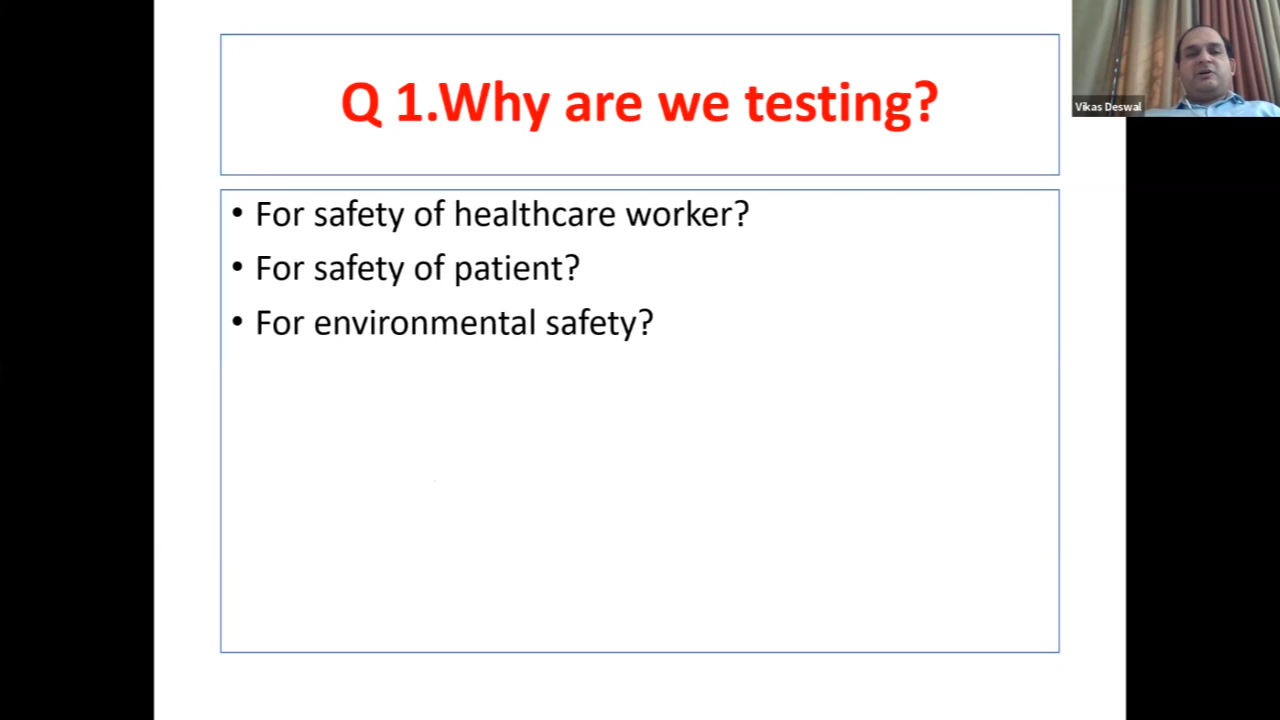 Q 1.Why are we testing?
Vikas Deswal
• For safety of healthcare worker?
• For safety of patient?
• For environmental safety?